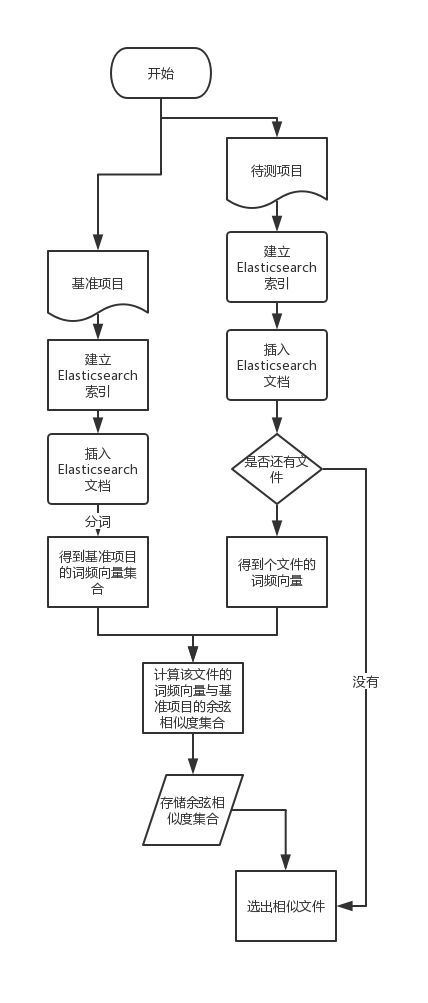 开始
待测项目
建立
Elasticsearch
索引
基准项目
插入
Elasticsearch
文档
建立
Elasticsearch
索引
是否还有文
件
插入
Elasticsearch
文档
分词
得到基准项目
的词频向量集
合
得到个文件的
词频向量
计算该文件的
词频向量与基
准项目的余弦
相似度集合
没有
存储余弦相
似度集合
选出相似文件